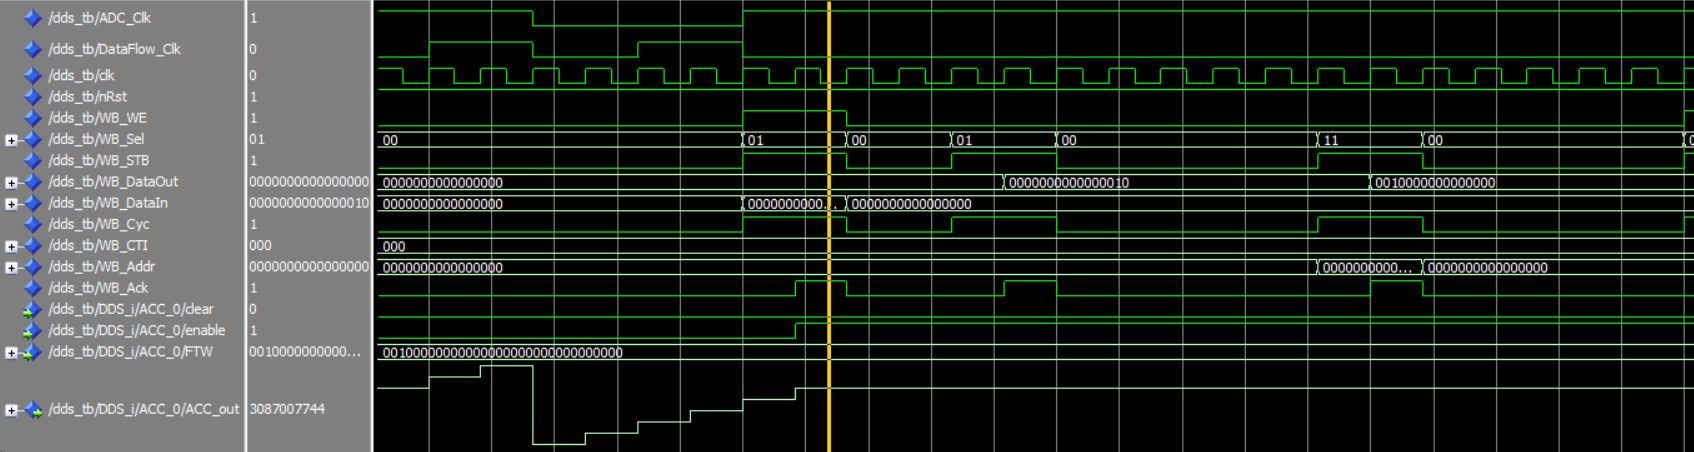 /dds_tb/ADC_Clk 1
/dds_tb/DataFlow_Clk 0
/dds_tb/clk 0
/dds_tb/nRst 1
/dds_tb/WB_WE 1
/dds_tb/WB_Sel 01 00 01 00 01 00 11 00
/dds_tb/WB_STB 1
/dds_tb/WB_DataOut 0000000000000000 0000000000000000 0000000000000010 0010000000000000
/dds_tb/WB_DataIn 0000000000000010 0000000000000000 0000000000... 0000000000000000
/dds_tb/WB_Cyc 1
/dds_tb/WB_CTI 000 000
/dds_tb/WB_Addr 0000000000000000 0000000000000000 0000000000... 0000000000000000
/dds_tb/WB_Ack 1
/dds_tb/DDS_i/ACC_0/clear 0
/dds_tb/DDS_i/ACC_0/enable 1
/dds_tb/DDS_i/ACC_0/FTW 0010000000000... 00100000000000000000000000000000
/dds_tb/DDS_i/ACC_0/ACC_out 3087007744